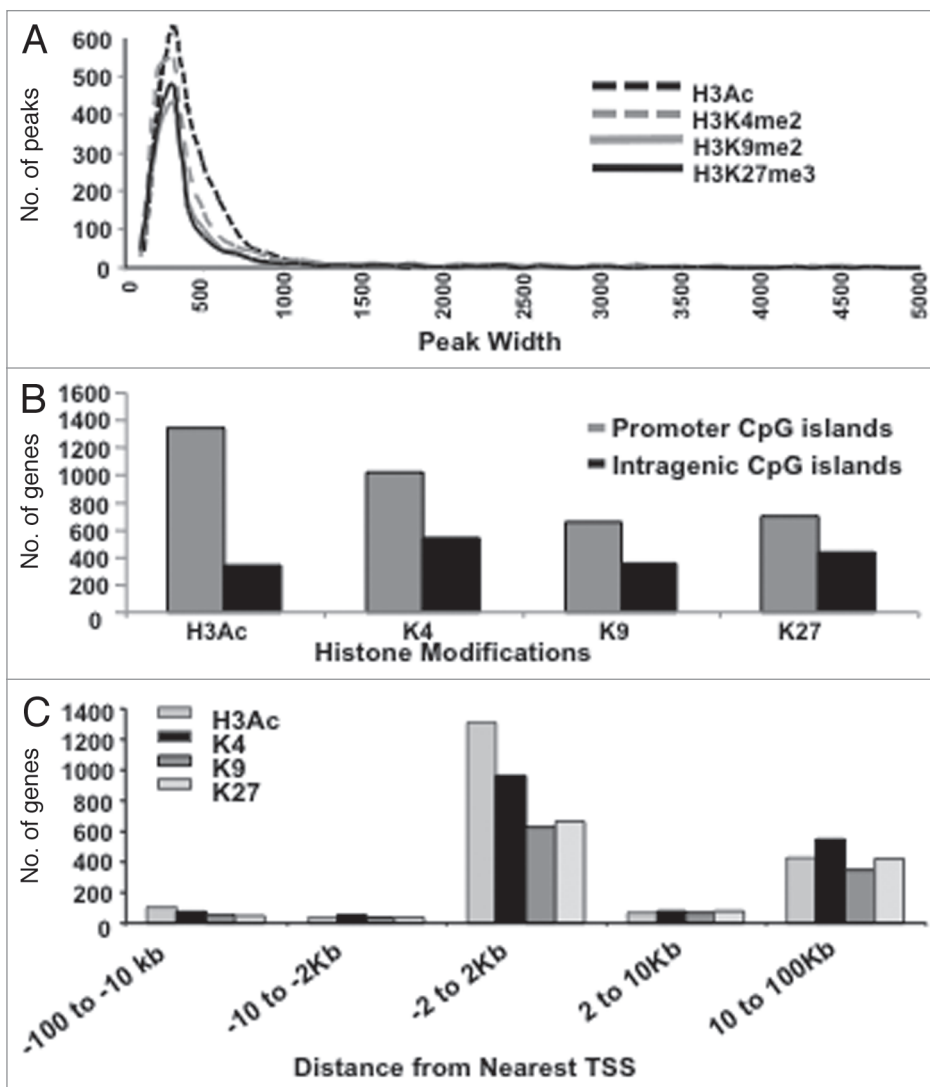 A
No. of peaks
600
500
400
300
200
100
0
0
500
1000
1500
2000
2500
3000
3500
4000
4500
5000
Peak Width
H3Ac
H3K4me2
H3K9me2
H3K27me3
B
No. of genes
1600
1400
1200
1000
800
600
400
200
0
Promoter CpG islands
Intragenic CpG islands
H3Ac K4 K9 K27
Histone Modifications
C
No. of genes
1400
1200
1000
800
600
400
200
0
H3Ac
K4
K9
K27
-100 to -10 kb
-10 to -2Kb
-2 to 2Kb
2 to 10Kb
10 to 100Kb
Distance from Nearest TSS